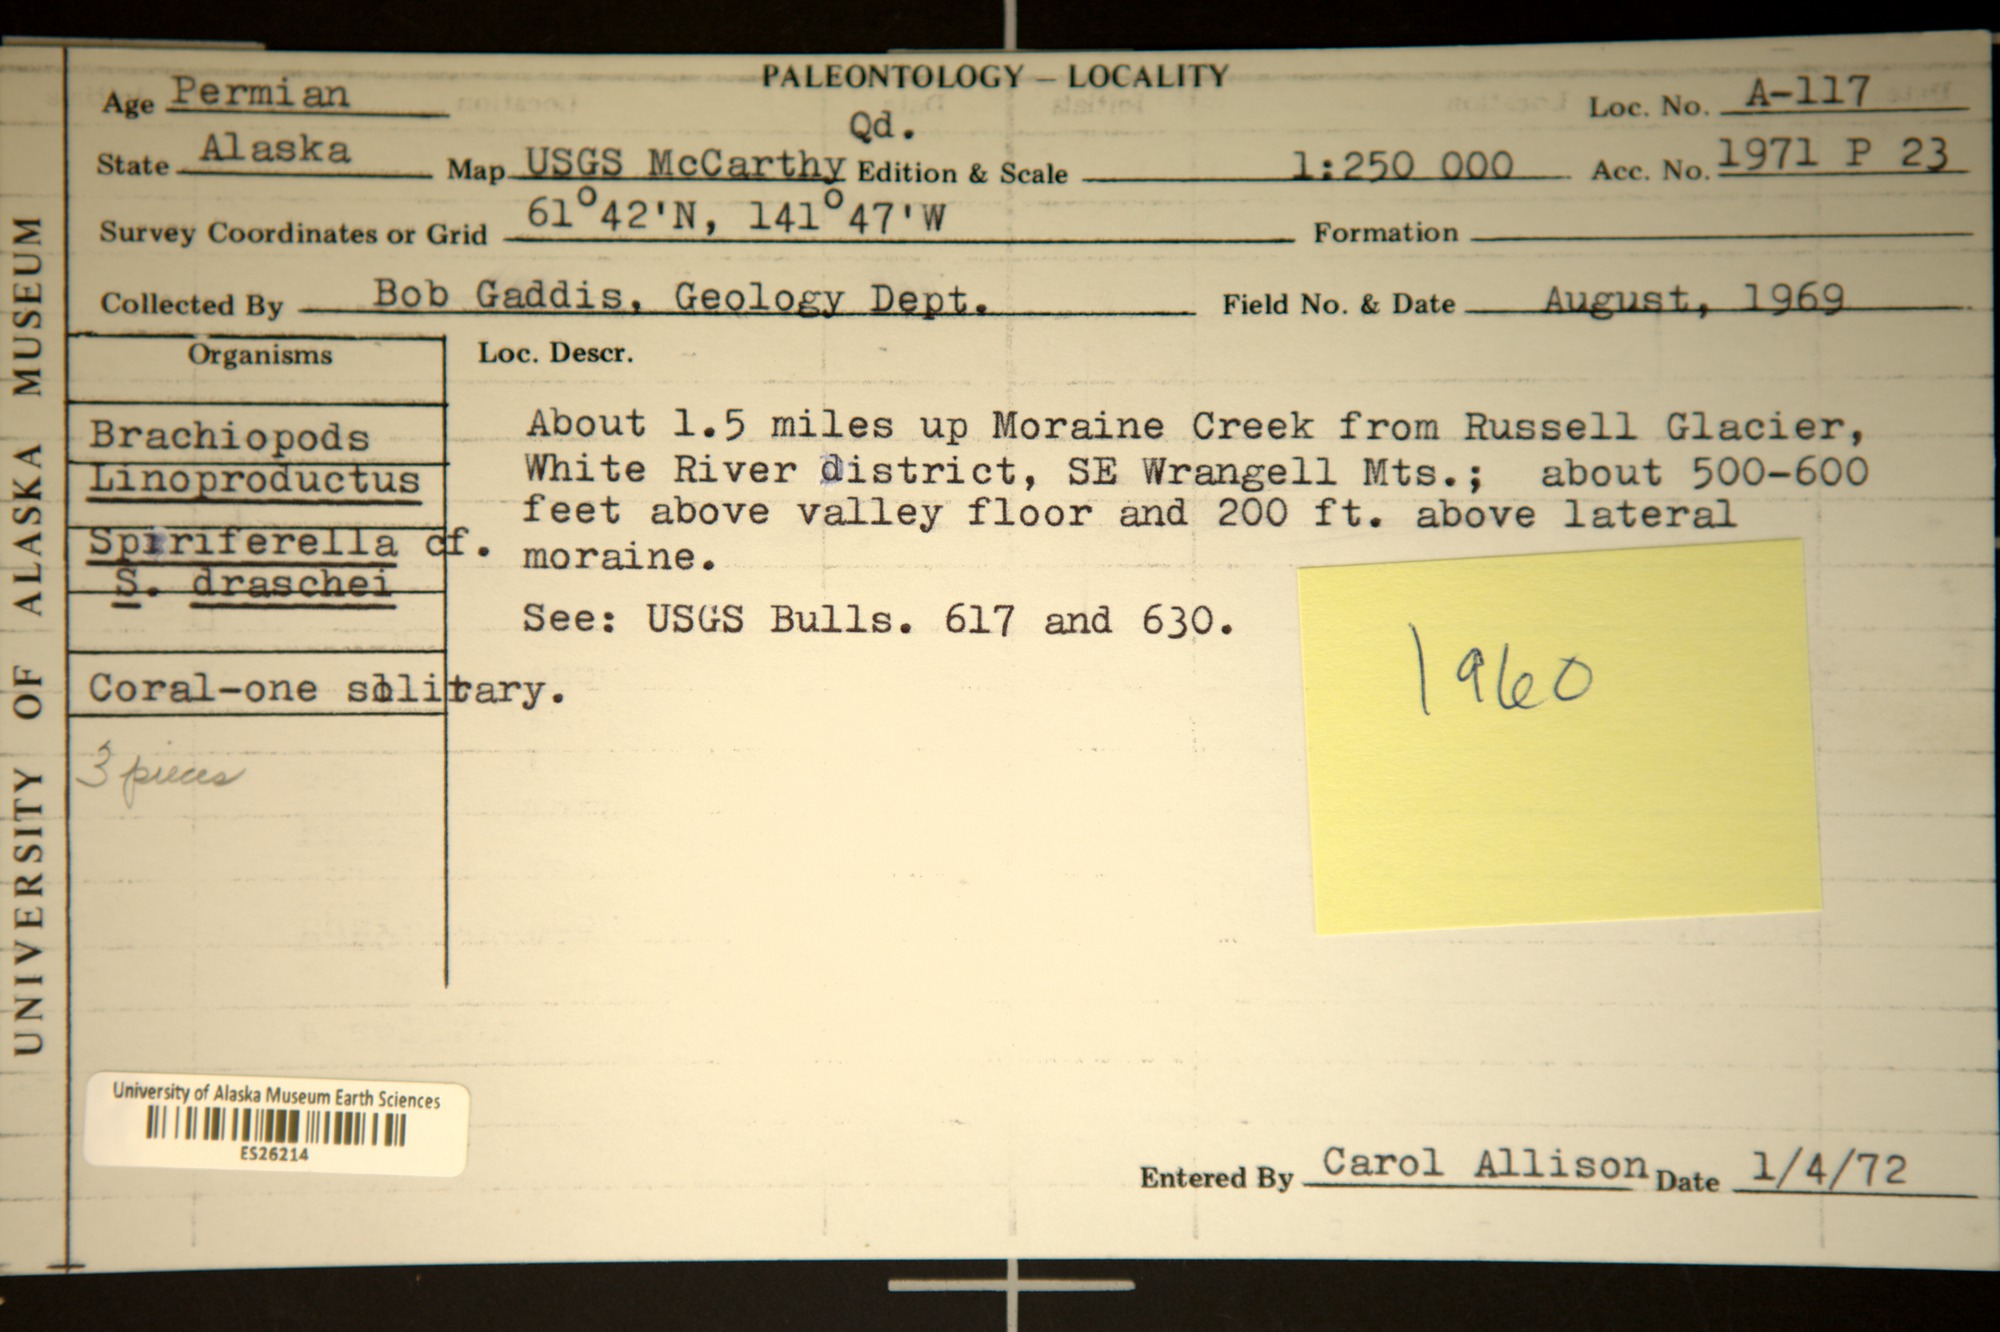 PALEONTOLOGY – LOCALITY
Age Permian
Loc. No. A-117
Qd.
State Alaska Map USGS McCarthy Edition & Scale 1:250 000 Acc. No. 1971 P 23
Survey Coordinates or Grid 61°42'N, 141°47'W Formation
Collected By Bob Gaddis, Geology Dept. Field No. & Date August, 1969
Organisms
Brachiopods
Linoproductus
Spiriferella cf.
S. draschei
Coral-one solitary.
3 pieces
Loc. Descr.
About 1.5 miles up Moraine Creek from Russell Glacier,
White River district, SE Wrangell Mts.; about 500-600
feet above valley floor and 200 ft. above lateral
moraine.
See: USGS Bulls. 617 and 630.
1960
UNIVERSITY OF ALASKA MUSEUM
University of Alaska Museum Earth Sciences
ES26214
Entered By Carol Allison Date 1/4/72